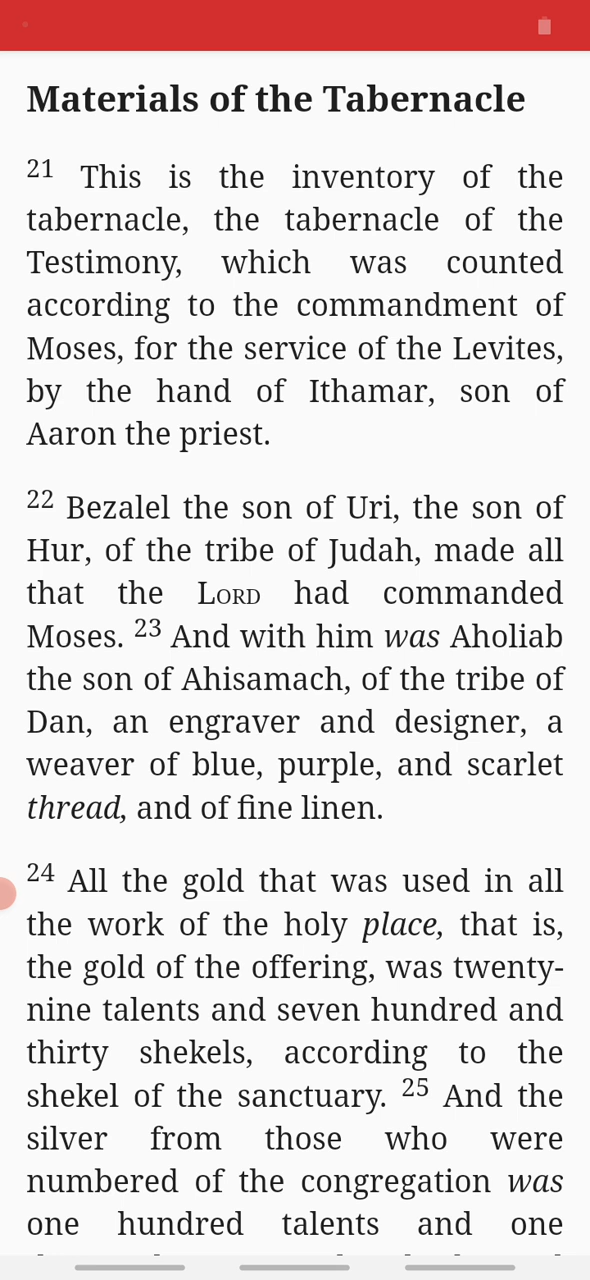 Materials of the Tabernacle
21 This is the inventory of the
tabernacle, the tabernacle of the
Testimony, which was counted
according to the commandment of
Moses, for the service of the Levites,
by the hand of Ithamar, son of
Aaron the priest.
22 Bezalel the son of Uri, the son of
Hur, of the tribe of Judah, made all
that the LORD had commanded
Moses. 23 And with him was Aholiab
the son of Ahisamach, of the tribe of
Dan, an engraver and designer, a
weaver of blue, purple, and scarlet
thread, and of fine linen.
24 All the gold that was used in all
the work of the holy place, that is,
the gold of the offering, was twenty-
nine talents and seven hundred and
thirty shekels, according to the
shekel of the sanctuary. 25 And the
silver from those who were
numbered of the congregation was
one hundred talents and one